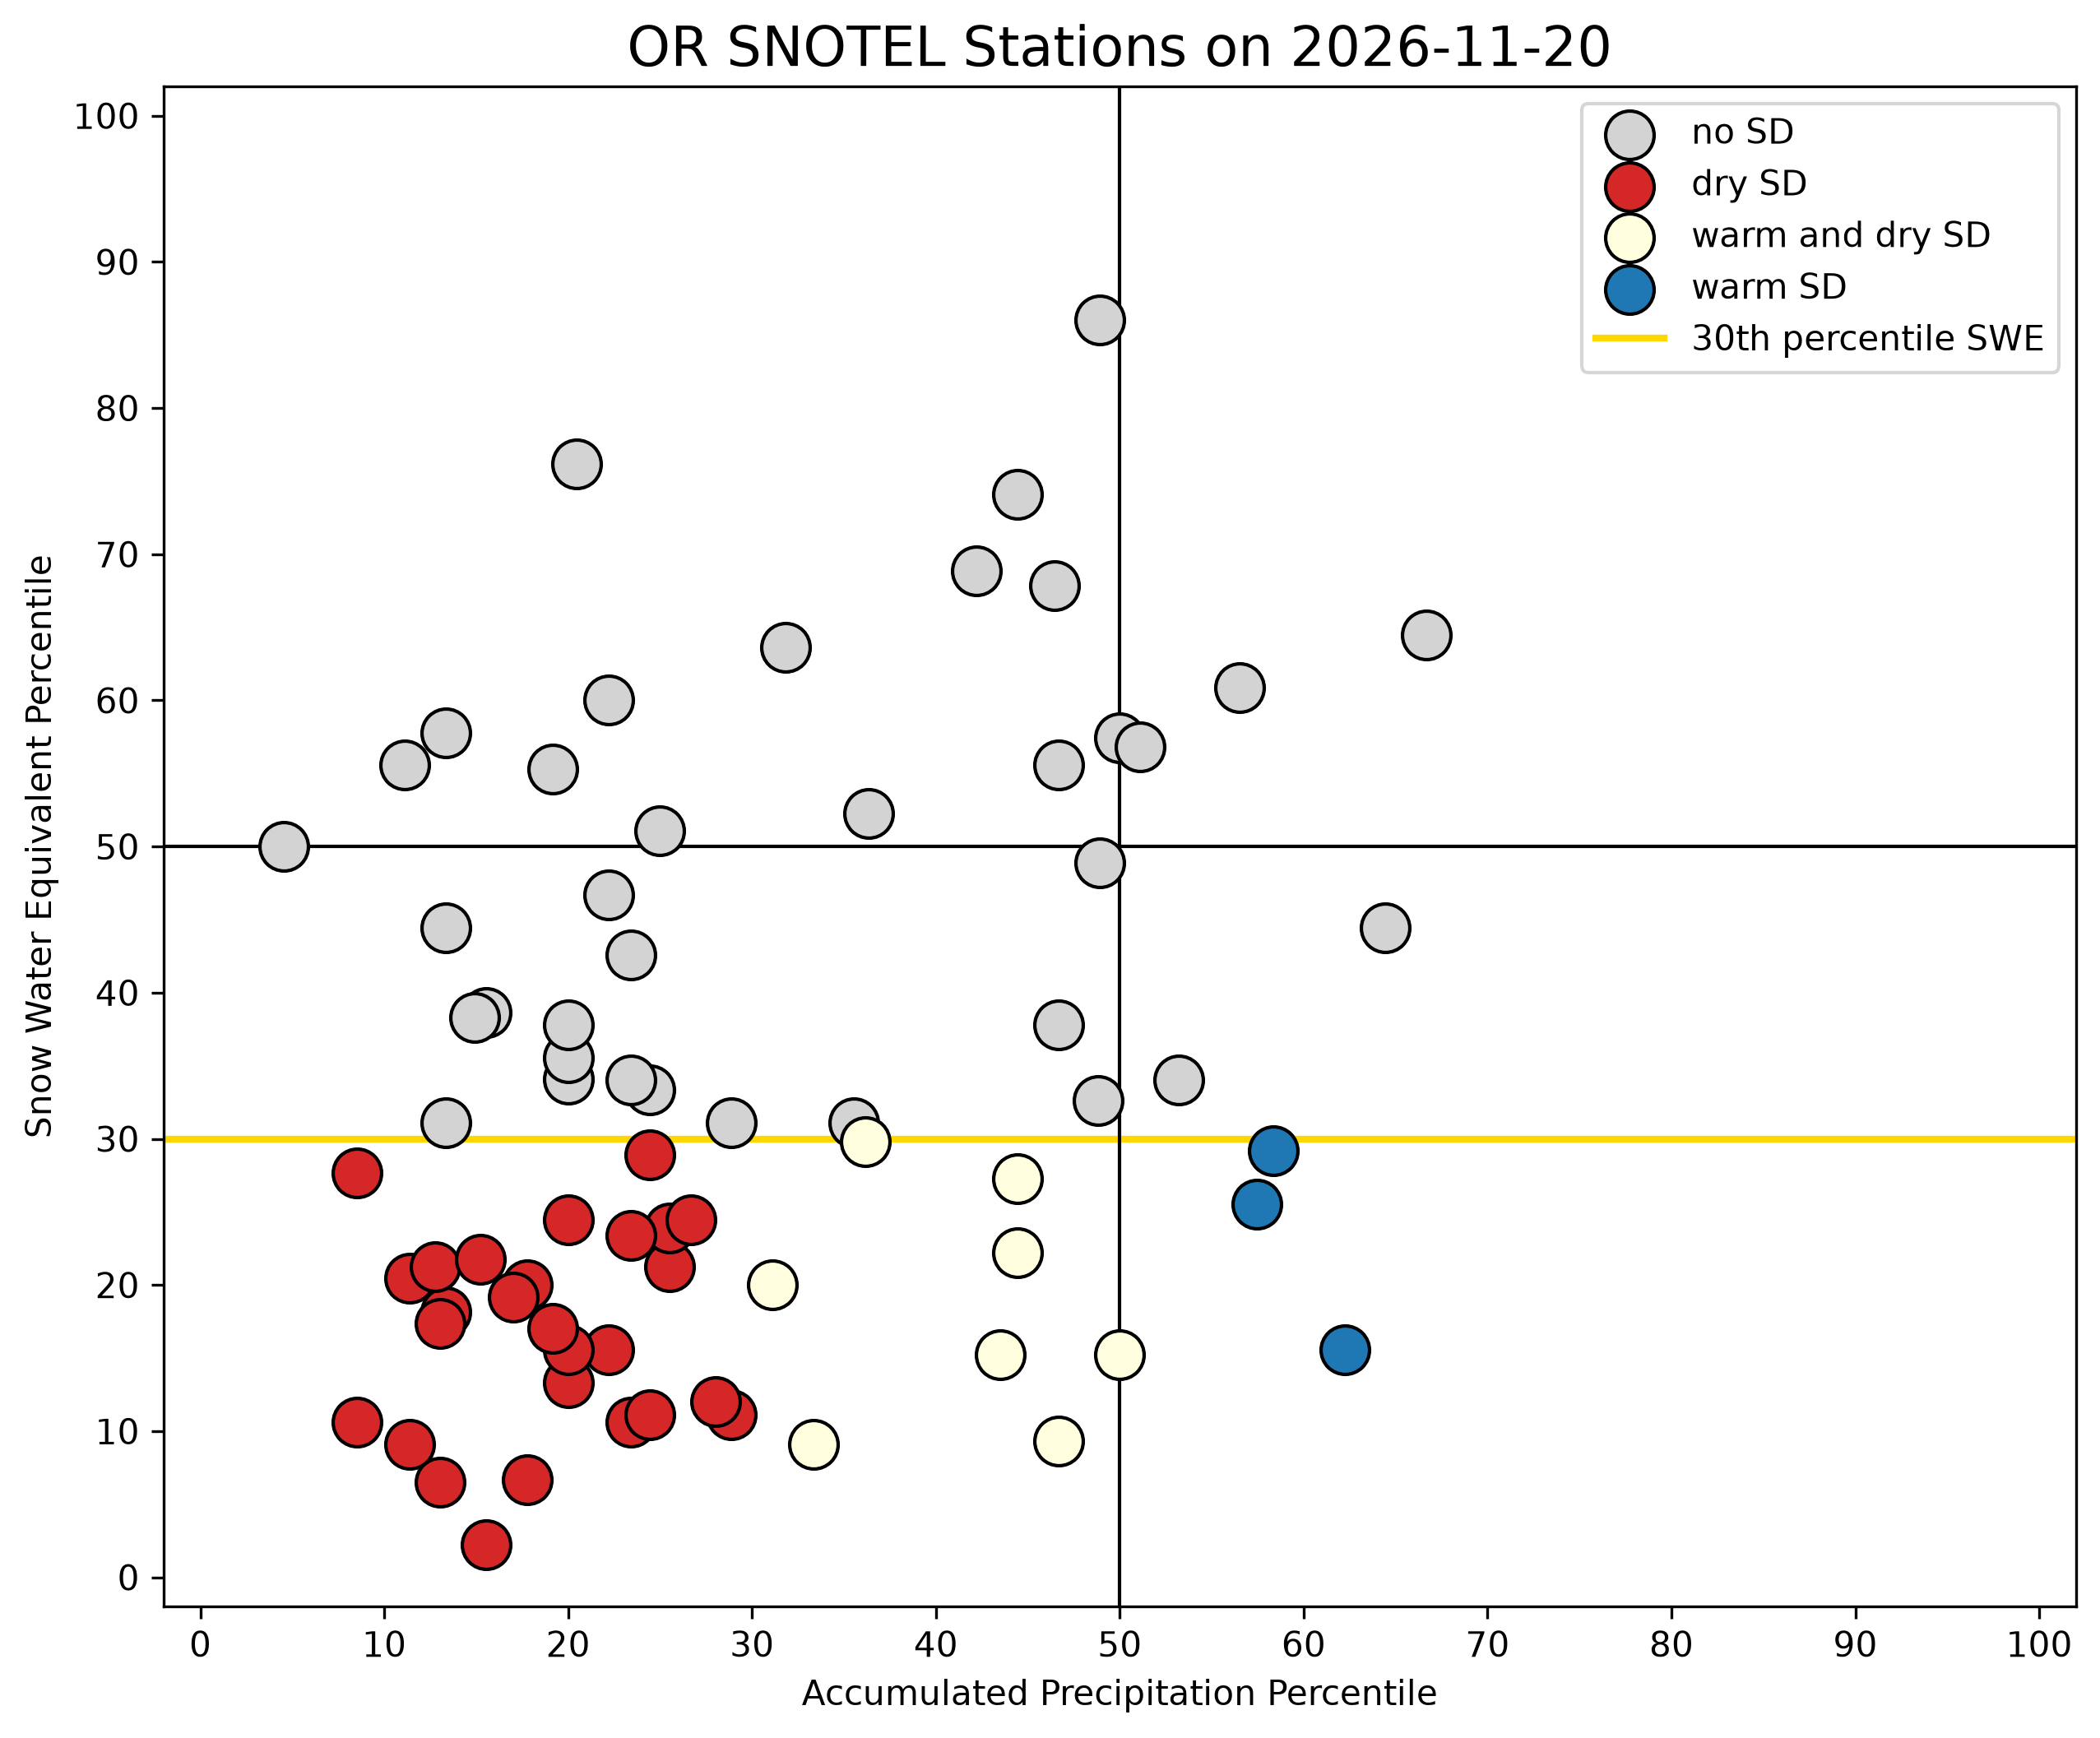 OR SNOTEL Stations on 2026-11-20
no SD
dry SD
warm and dry SD
warm SD
30th percentile SWE
Snow Water Equivalent Percentile
100
90
80
70
60
50
40
30
20
10
0
0 10 20 30 40 50 60 70 80 90 100
Accumulated Precipitation Percentile